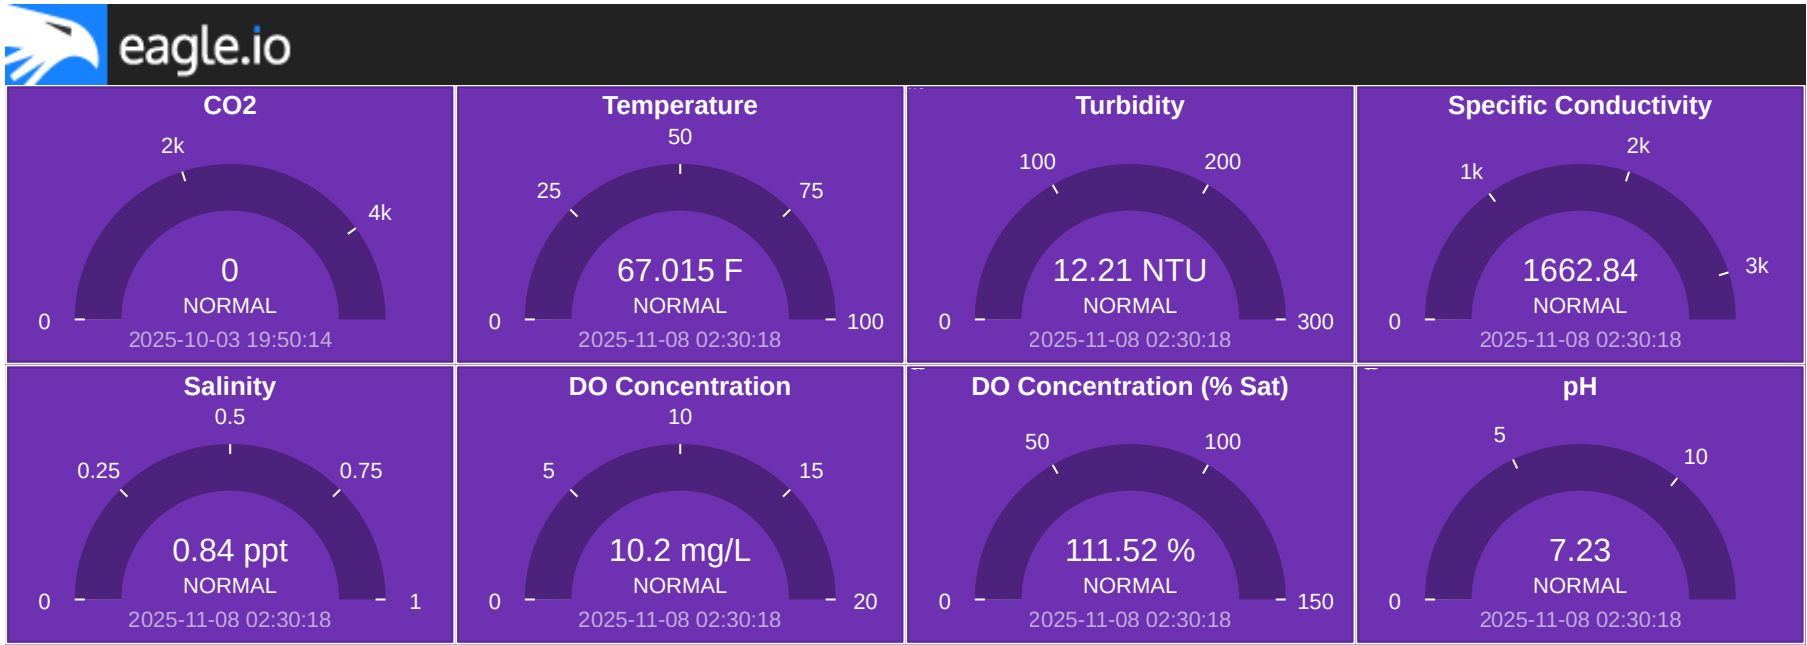 eagle.io
CO2
2k
4k
0
0
NORMAL
2025-10-03 19:50:14
Temperature
50
25
75
67.015 F
NORMAL
0
100
2025-11-08 02:30:18
Turbidity
100
200
12.21 NTU
NORMAL
0
300
2025-11-08 02:30:18
Specific Conductivity
2k
1k
3k
1662.84
NORMAL
0
2025-11-08 02:30:18
Salinity
0.5
0.25
0.75
0.84 ppt
NORMAL
0
1
2025-11-08 02:30:18
DO Concentration
10
5
15
10.2 mg/L
NORMAL
0
20
2025-11-08 02:30:18
DO Concentration (% Sat)
50
100
111.52 %
NORMAL
0
150
2025-11-08 02:30:18
pH
5
10
7.23
NORMAL
0
2025-11-08 02:30:18